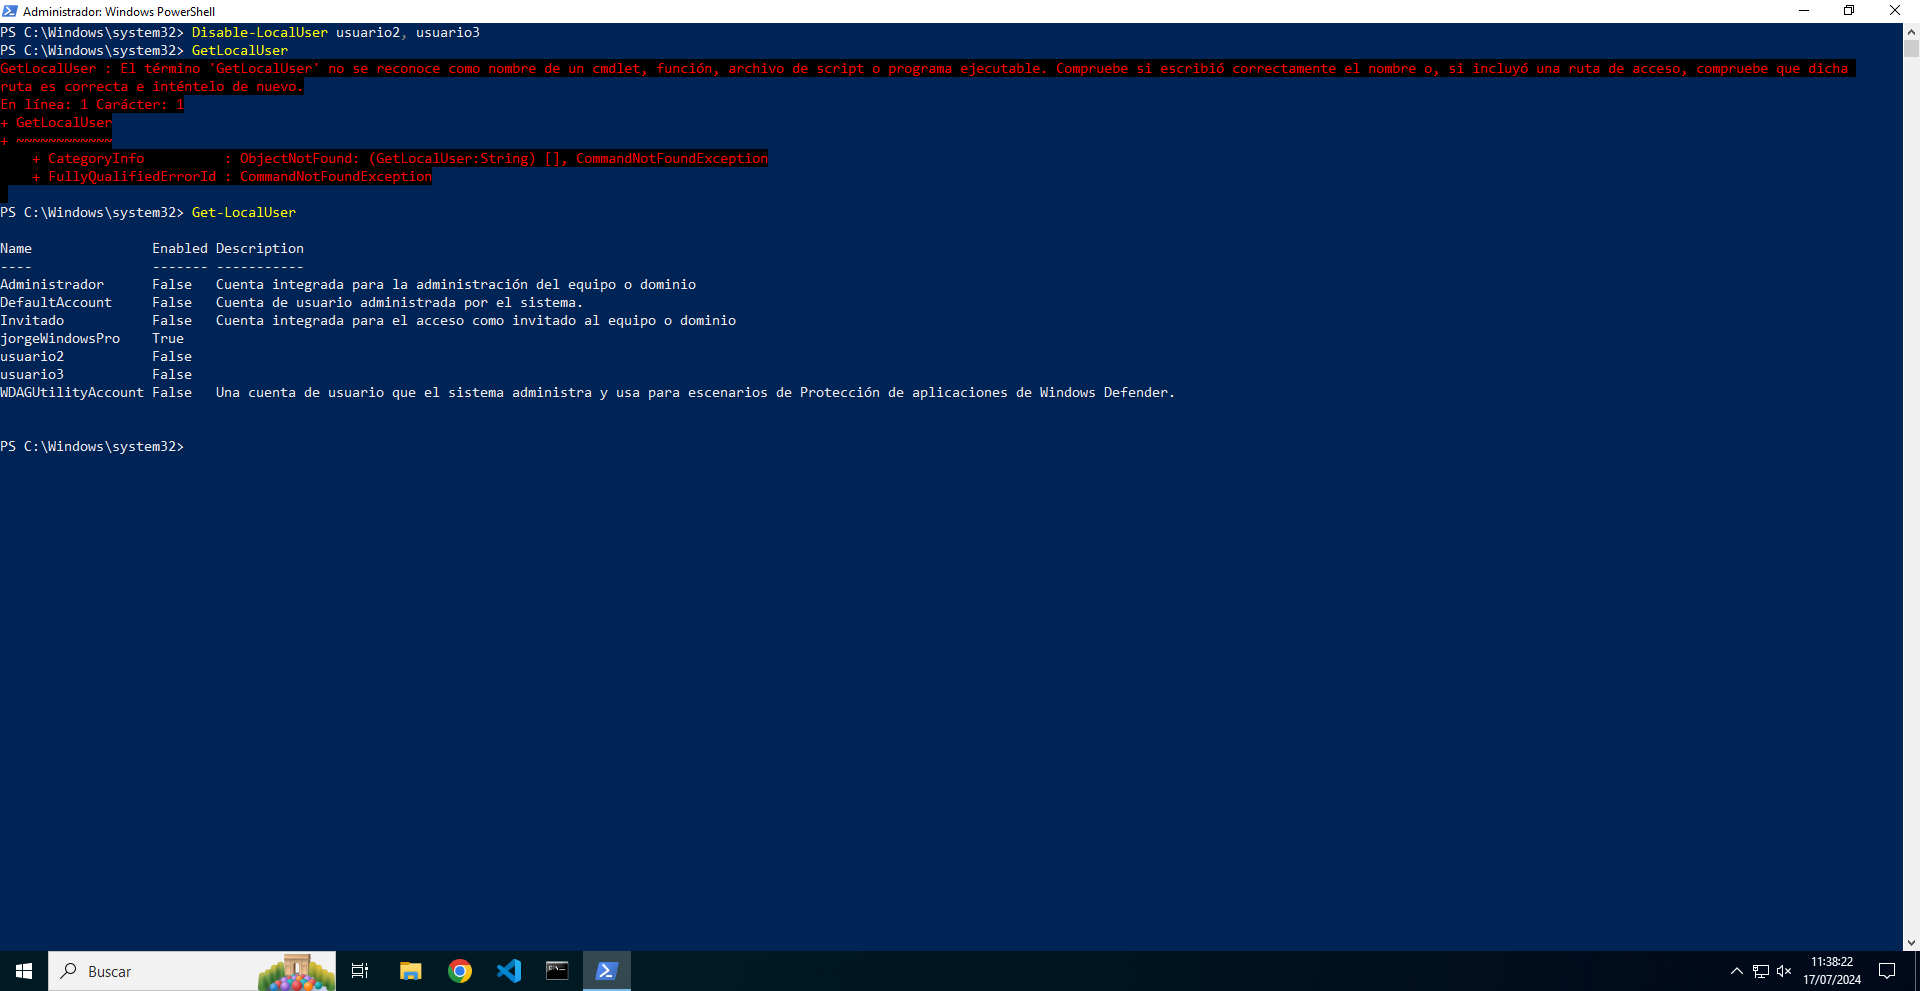 Administrador: Windows PowerShell
PS C:\Windows\system32> Disable-LocalUser usuario2, usuario3
PS C:\Windows\system32> GetLocalUser
GetLocalUser : El término 'GetLocalUser' no se reconoce como nombre de un cmdlet, función, archivo de script o programa ejecutable. Compruebe si escribió correctamente el nombre o, si incluyó una ruta de acceso, compruebe que dicha
ruta es correcta e inténtelo de nuevo.
En línea: 1 Carácter: 1
+ GetLocalUser
+ ~~~~~~~~~~~~
    + CategoryInfo          : ObjectNotFound: (GetLocalUser:String) [], CommandNotFoundException
    + FullyQualifiedErrorId : CommandNotFoundException
PS C:\Windows\system32> Get-LocalUser
Name               Enabled Description
----               ------- -----------
Administrador      False   Cuenta integrada para la administración del equipo o dominio
DefaultAccount     False   Cuenta de usuario administrada por el sistema.
Invitado           False   Cuenta integrada para el acceso como invitado al equipo o dominio
jorgeWindowsPro    True
usuario2           False
usuario3           False
WDAGUtilityAccount False   Una cuenta de usuario que el sistema administra y usa para escenarios de Protección de aplicaciones de Windows Defender.
PS C:\Windows\system32>
Buscar
11:38:22
17/07/2024